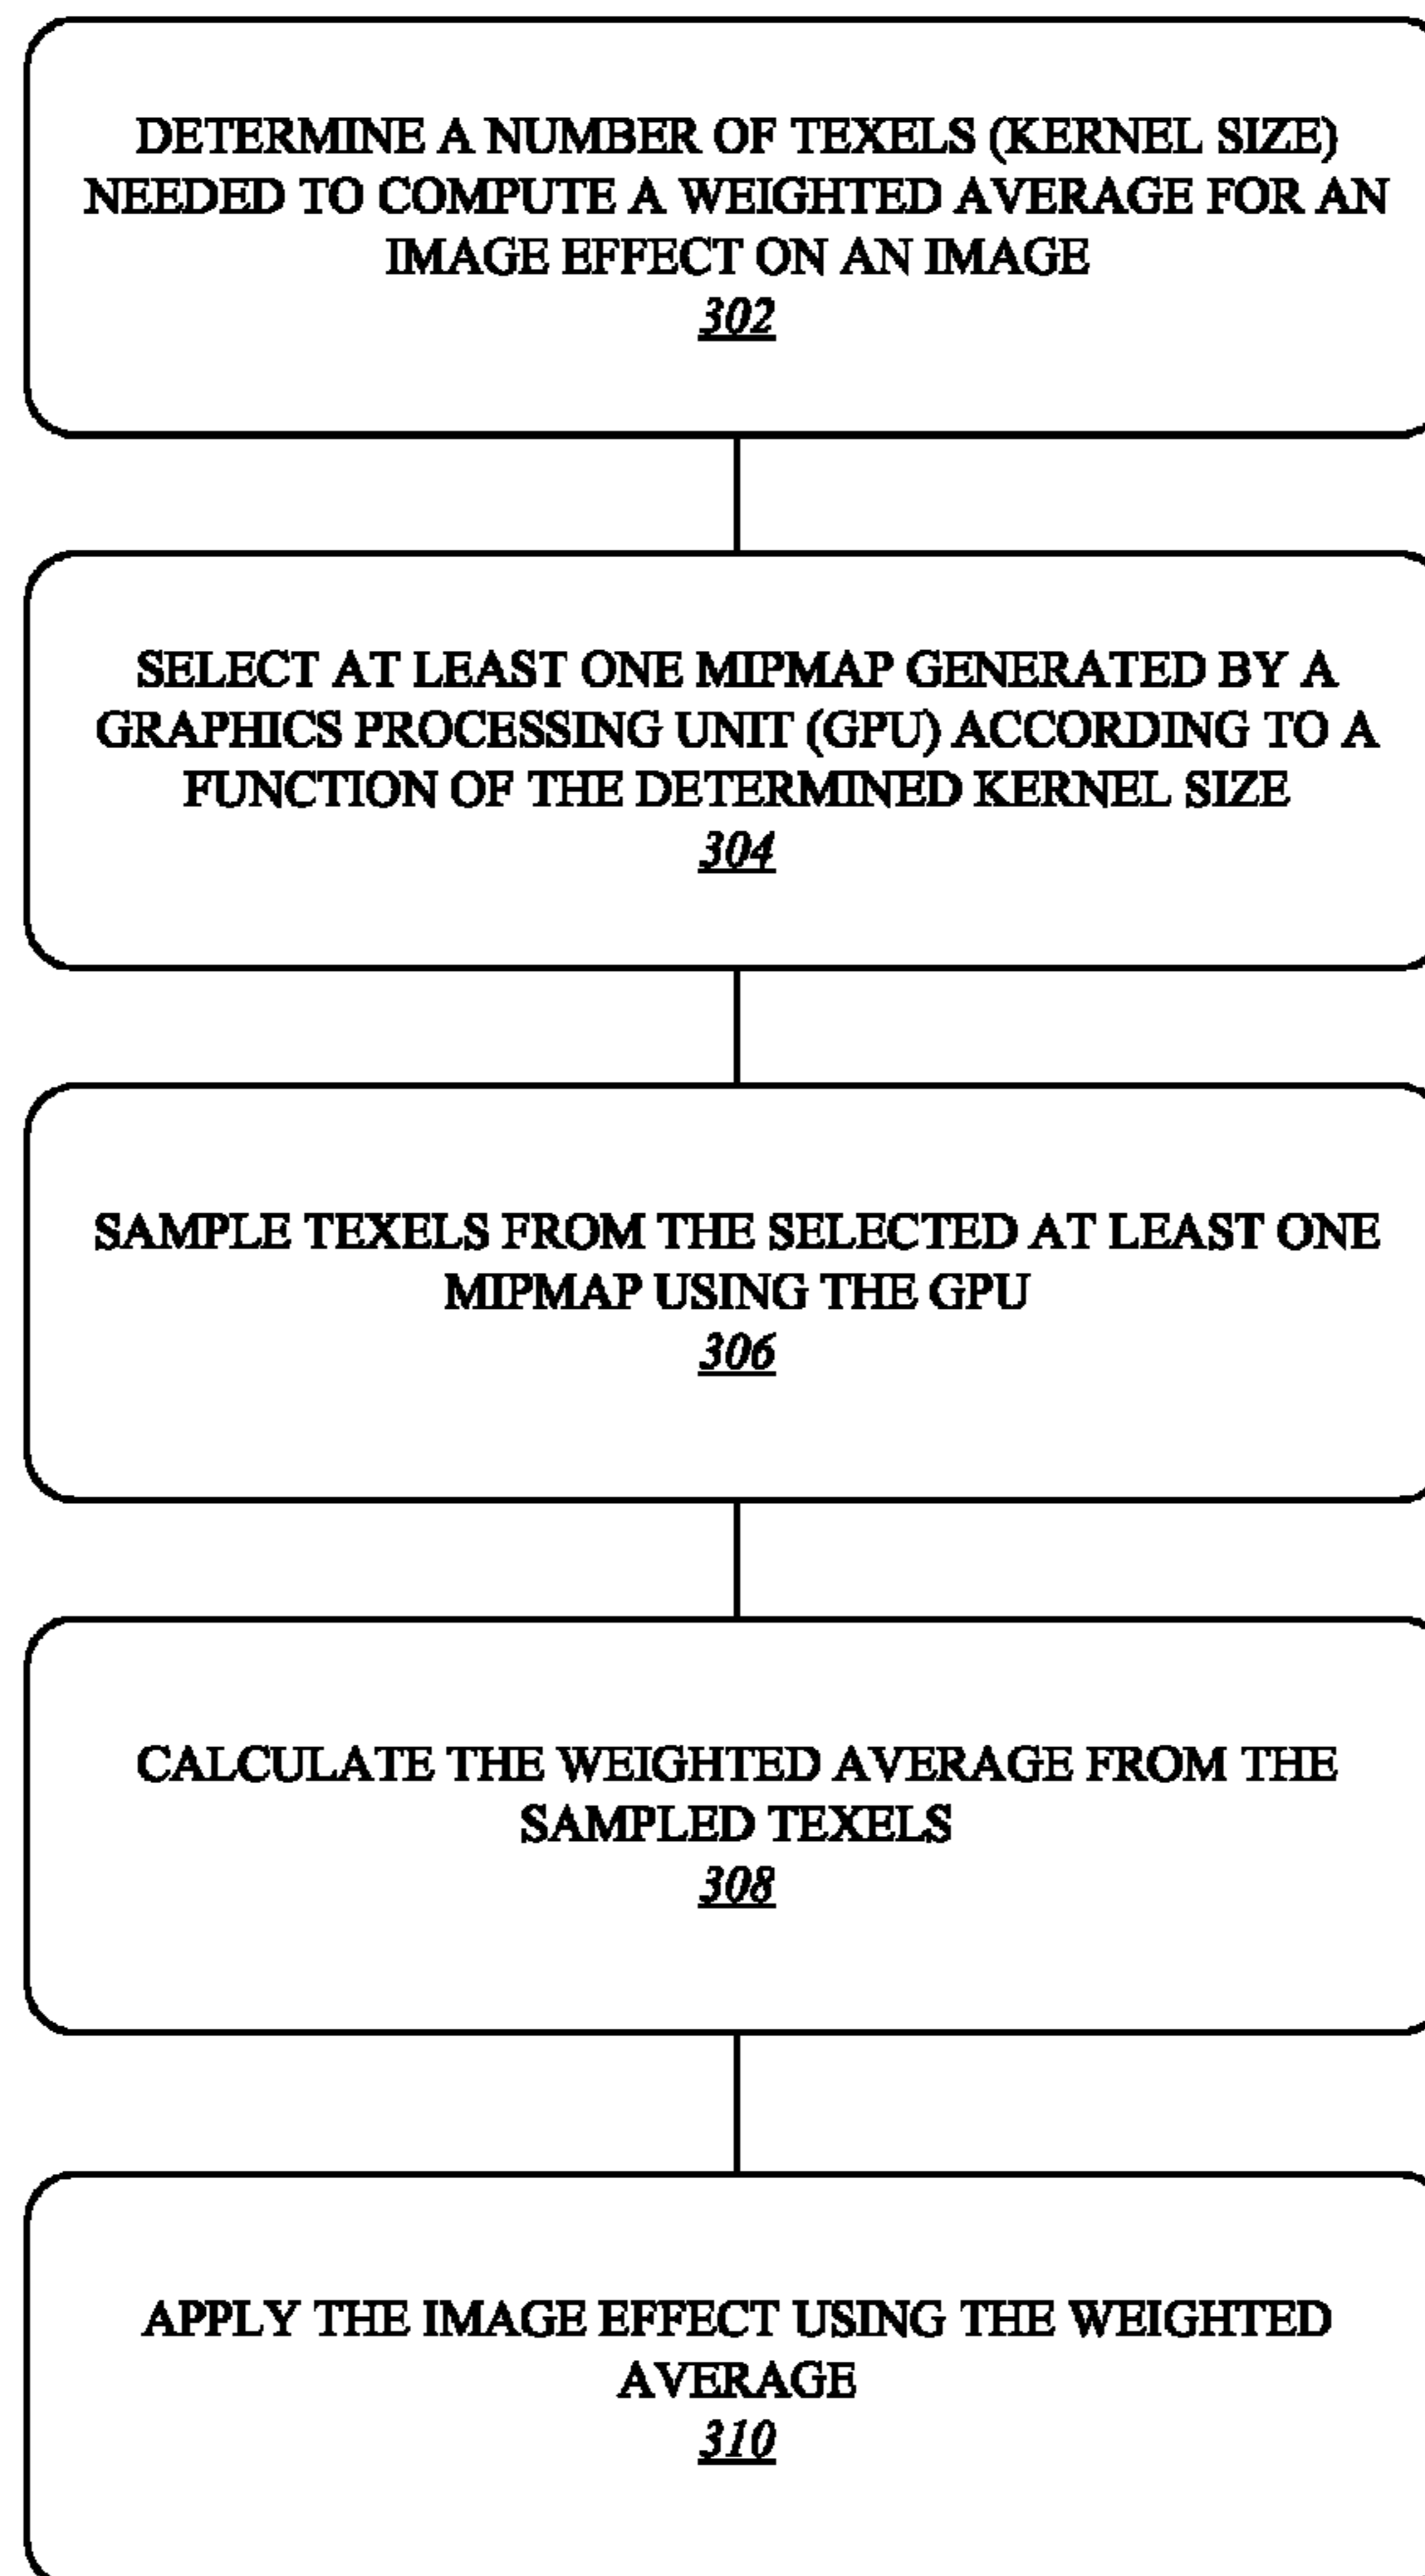 DETERMINE A NUMBER OF TEXELS (KERNEL SIZE)
NEEDED TO COMPUTE A WEIGHTED AVERAGE FOR AN
IMAGE EFFECT ON AN IMAGE
302
SELECT AT LEAST ONE MIPMAP GENERATED BY A
GRAPHICS PROCESSING UNIT (GPU) ACCORDING TO A
FUNCTION OF THE DETERMINED KERNEL SIZE
304
SAMPLE TEXELS FROM THE SELECTED AT LEAST ONE
MIPMAP USING THE GPU
306
CALCULATE THE WEIGHTED AVERAGE FROM THE
SAMPLED TEXELS
308
APPLY THE IMAGE EFFECT USING THE WEIGHTED
AVERAGE
310